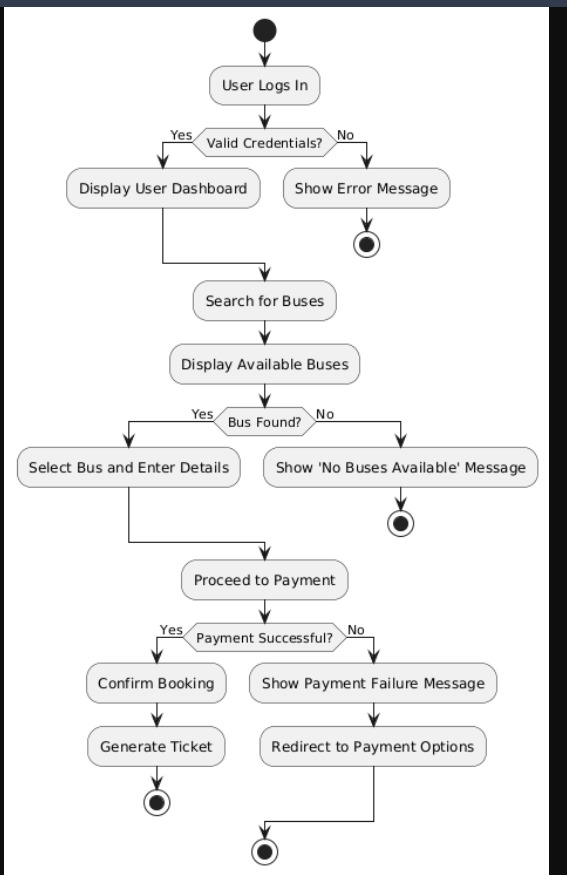 User Logs In
Yes
Valid Credentials?
No
Display User Dashboard
Show Error Message
Search for Buses
Display Available Buses
Yes
Bus Found?
No
Select Bus and Enter Details
Show 'No Buses Available' Message
Proceed to Payment
Yes
Payment Successful?
No
Confirm Booking
Show Payment Failure Message
Generate Ticket
Redirect to Payment Options